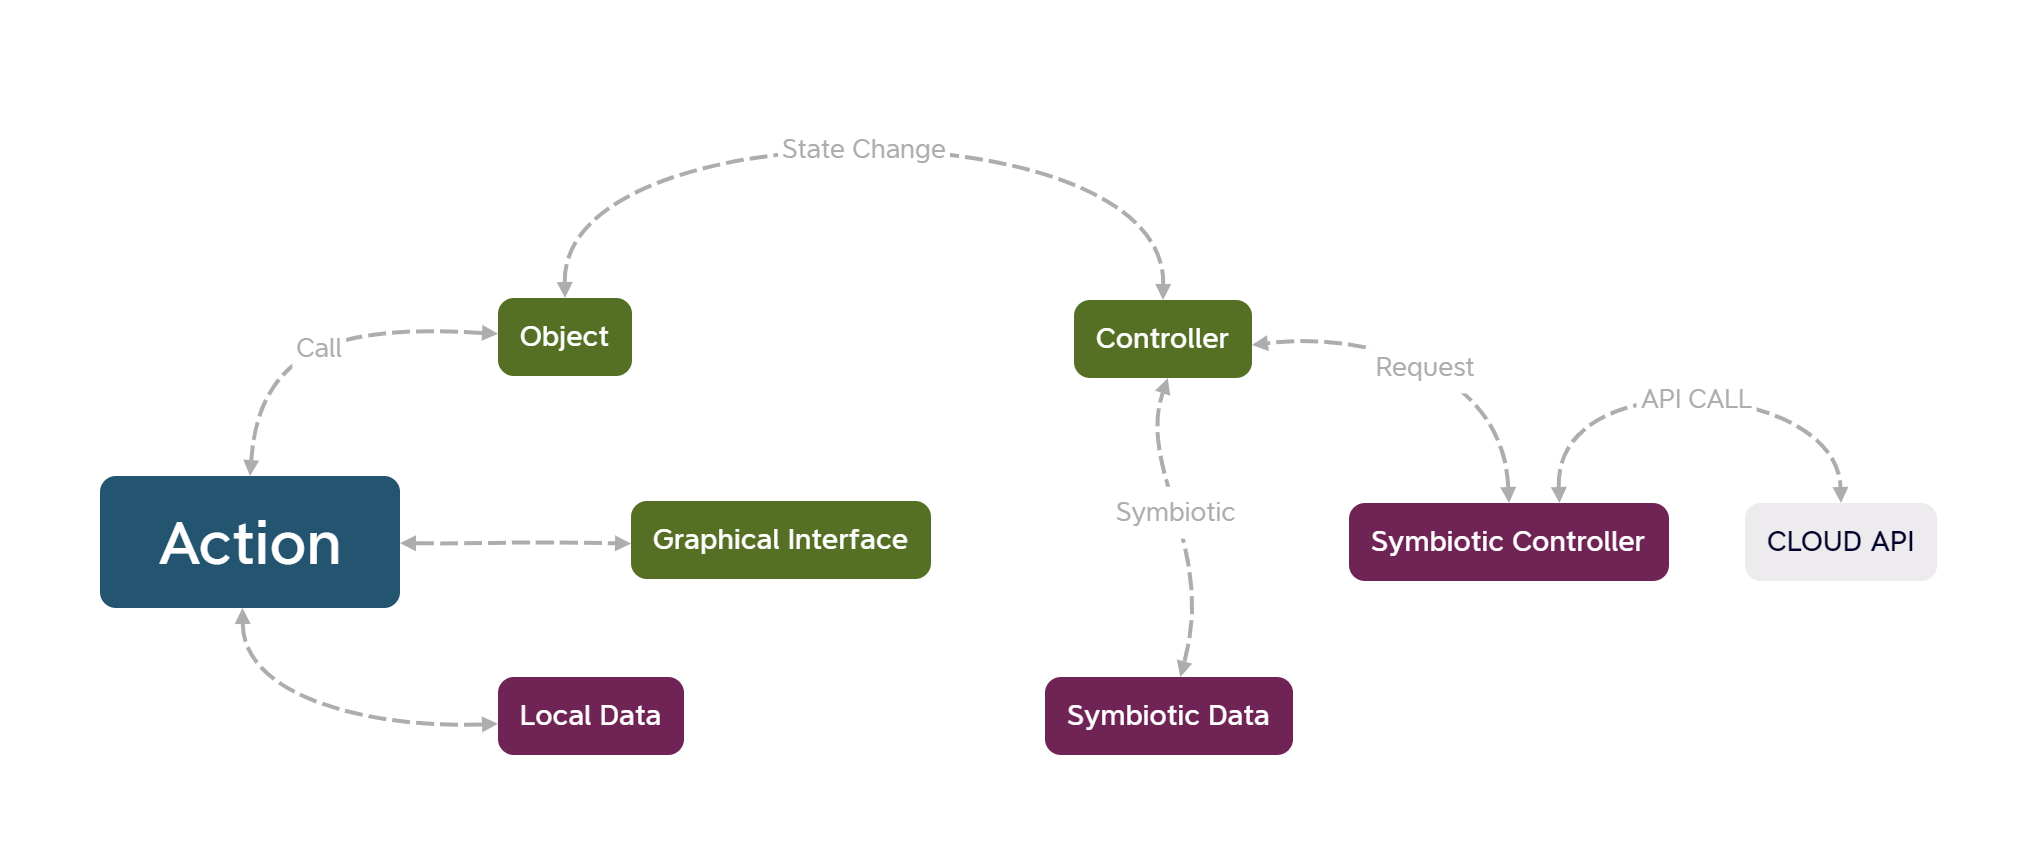 State Change
Call
Object
Controller
Request
API CALL
Symbiotic
Action
Graphical Interface
Symbiotic Controller
CLOUD API
Local Data
Symbiotic Data